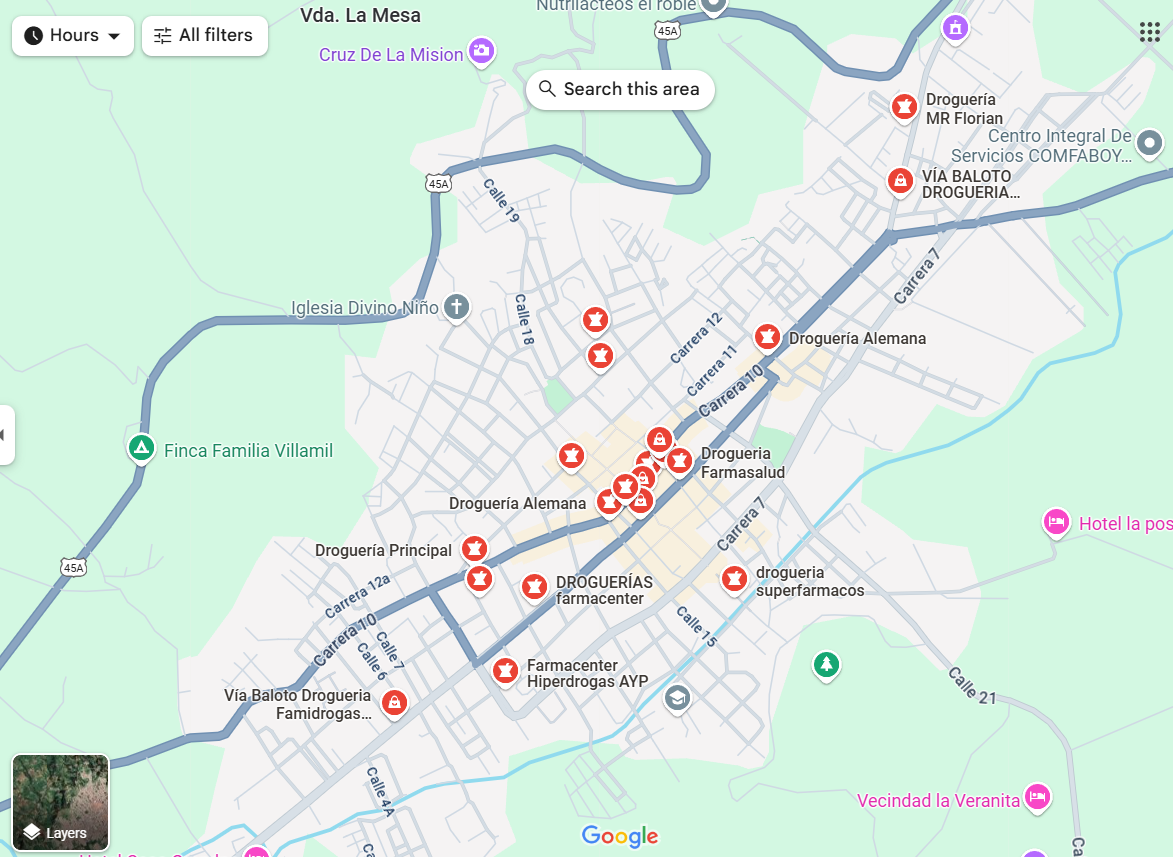 Hours
All filters
Vda. La Mesa
Nutrilacteos el roble
45A
Cruz De La Mision
Search this area
Droguería
MR Florian
Centro Integral De
Servicios COMFABOY...
45A
VÍA BALOTO
DROGUERIA...
Calle 19
Carrera 7
Iglesia Divino Niño
Calle 18
Carrera 12
Droguería Alemana
Carrera 11
Carrera 10
Finca Familia Villamil
Drogueria
Farmasalud
Droguería Alemana
Carrera 7
Hotel la pos
Droguería Principal
45A
Carrera 12a
DROGUERÍAS
farmacenter
drogueria
superfarmacos
Carrera 10
Calle 7
Calle 6
Calle 15
Farmacenter
Hiperdrogas AYP
Calle 21
Vía Baloto Drogueria
Famidrogas...
Calle 4A
Layers
Vecindad la Veranita
Google